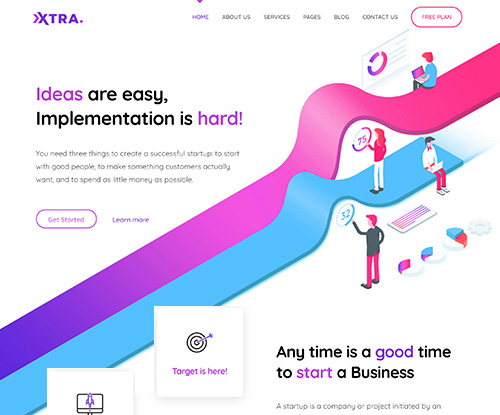 XTRA.
HOME ABOUT US SERVICES PAGES BLOG CONTACT US FREE PLAN
Ideas are easy,
Implementation is hard!
You need three things to create a successful startup: to start
with good people, to make something customers actually
want, and to spend as little money as possible.
Get Started Learn more
75
32
Target is here!
Any time is a good time
to start a Business
A startup is a company or project initiated by an